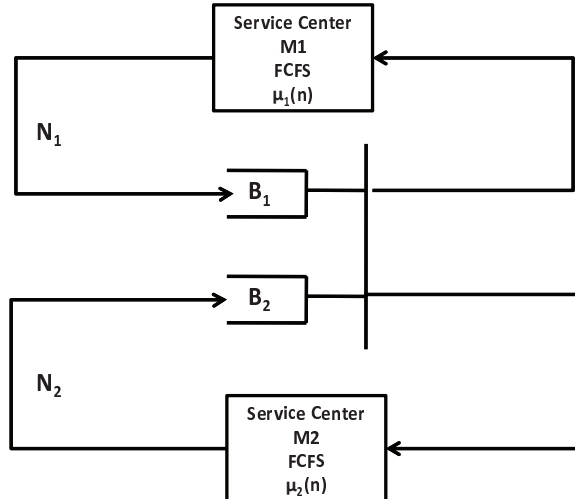 Service Center
M1
FCFS
μ₁(n)
N₁
B₁
B₂
N₂
Service Center
M2
FCFS
μ₂(n)